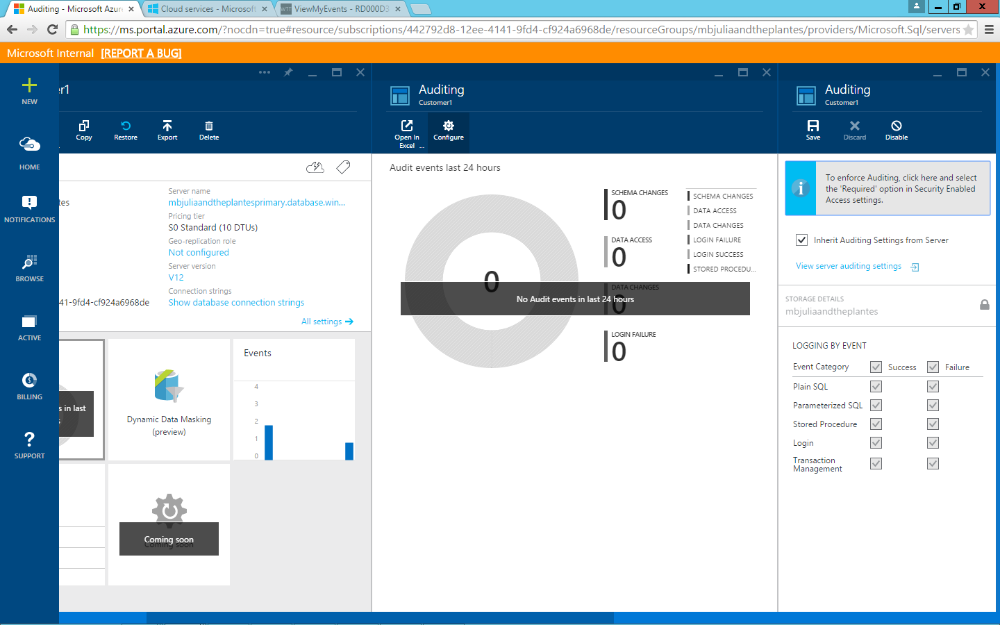 Auditing - Microsoft Azure
Cloud services - Microsoft
ViewMyEvents - RD000D3
https://ms.portal.azure.com/?nocdn=true#resource/subscriptions/442792d8-12ee-4141-9fd4-cf924a6968de/resourceGroups/mbjuliaandtheplantes/providers/Microsoft.Sql/servers
Microsoft Internal [REPORT A BUG]
NEW
HOME
NOTIFICATIONS
BROWSE
ACTIVE
BILLING
SUPPORT
er1
Copy
Restore
Export
Delete
tes
41-9fd4-cf924a6968de
Server name
mbjuliaandtheplantesprimary.database.win...
Pricing tier
S0 Standard (10 DTUs)
Geo-replication role
Not configured
Server version
V12
Connection strings
Show database connection strings
All settings
s in last
s
Dynamic Data Masking
(preview)
Events
4
3
2
1
0
Coming soon
Coming soon
Auditing
Customer1
Open In
Excel ...
Configure
Audit events last 24 hours
0
No Audit events in last 24 hours
SCHEMA CHANGES
0
DATA ACCESS
0
DATA CHANGES
0
LOGIN FAILURE
0
SCHEMA CHANGES
DATA ACCESS
DATA CHANGES
LOGIN FAILURE
LOGIN SUCCESS
STORED PROCEDU...
Auditing
Customer1
Save
Discard
Disable
To enforce Auditing, click here and select
the 'Required' option in Security Enabled
Access settings.
Inherit Auditing Settings from Server
View server auditing settings
STORAGE DETAILS
mbjuliaandtheplantes
LOGGING BY EVENT
Event Category Success Failure
Plain SQL
Parameterized SQL
Stored Procedure
Login
Transaction
Management